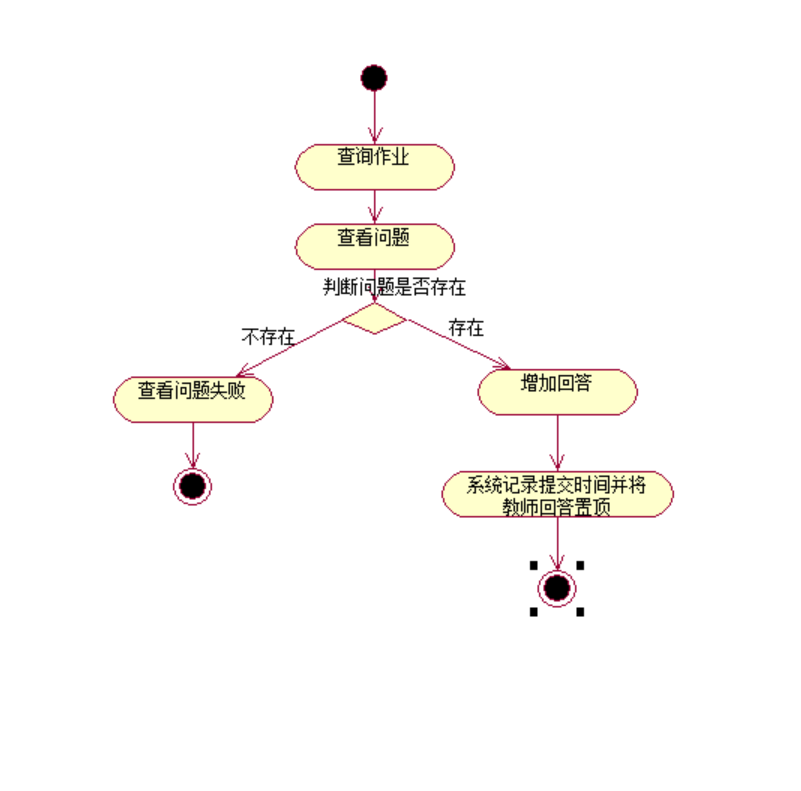 查询作业
查看问题
判断问题是否存在
不存在
存在
查看问题失败
增加回答
系统记录提交时间并将
教师回答置顶